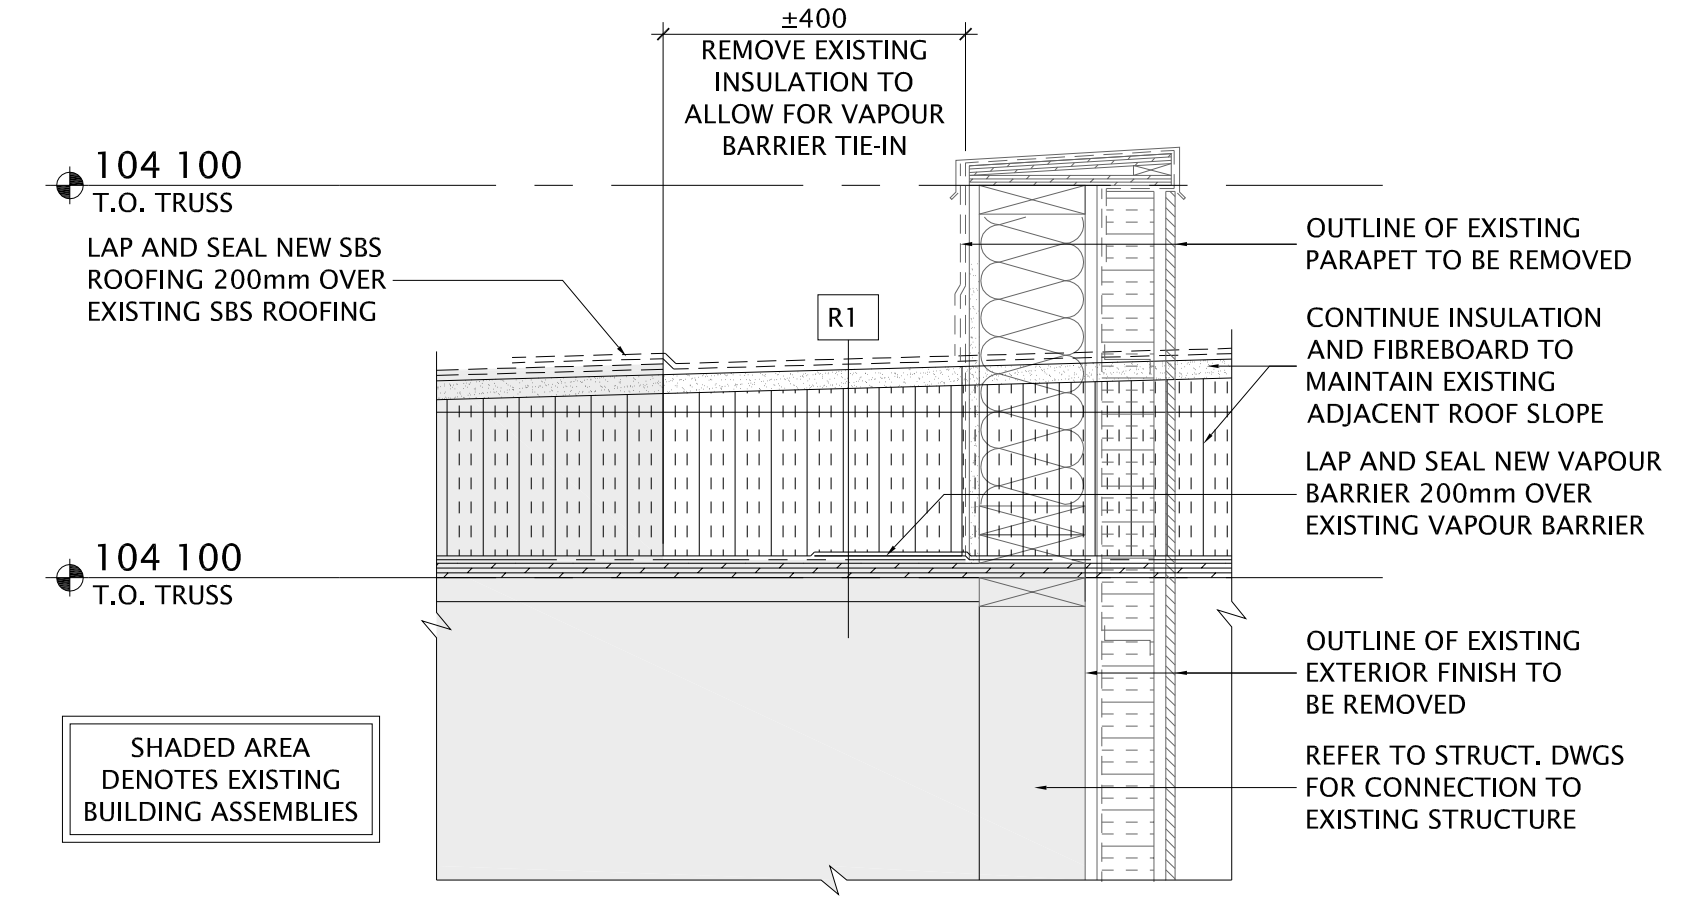 ±400
REMOVE EXISTING
INSULATION TO
ALLOW FOR VAPOUR
BARRIER TIE-IN
104 100
T.O. TRUSS
LAP AND SEAL NEW SBS
ROOFING 200mm OVER
EXISTING SBS ROOFING
R1
OUTLINE OF EXISTING
PARAPET TO BE REMOVED
CONTINUE INSULATION
AND FIBREBOARD TO
MAINTAIN EXISTING
ADJACENT ROOF SLOPE
LAP AND SEAL NEW VAPOUR
BARRIER 200mm OVER
EXISTING VAPOUR BARRIER
104 100
T.O. TRUSS
OUTLINE OF EXISTING
EXTERIOR FINISH TO
BE REMOVED
REFER TO STRUCT. DWGS
FOR CONNECTION TO
EXISTING STRUCTURE
SHADED AREA
DENOTES EXISTING
BUILDING ASSEMBLIES